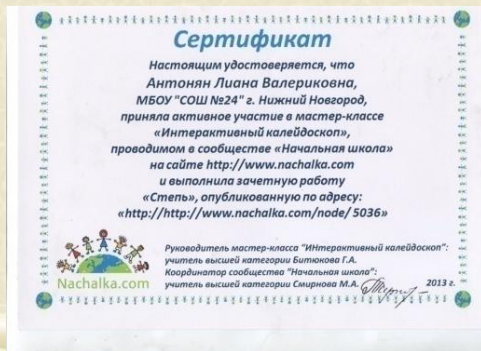 Сертификат
Настоящим удостоверяется, что
Антонян Лиана Валериковна,
МБОУ "СОШ №24" г. Нижний Новгород,
приняла активное участие в мастер-классе
«Интерактивный калейдоскоп»,
проводимом в сообществе «Начальная школа»
на сайте http://www.nachalka.com
и выполнила зачетную работу
«Степь», опубликованную по адресу:
«http://http://www.nachalka.com/node/ 5036»
Руководитель мастер-класса "ИНтерактивный калейдоскоп":
учитель высшей категории Битюкова Г.А.
Координатор сообщества "Начальная школа":
учитель высшей категории Смирнова М.А. 2013 г.
Nachalka.com